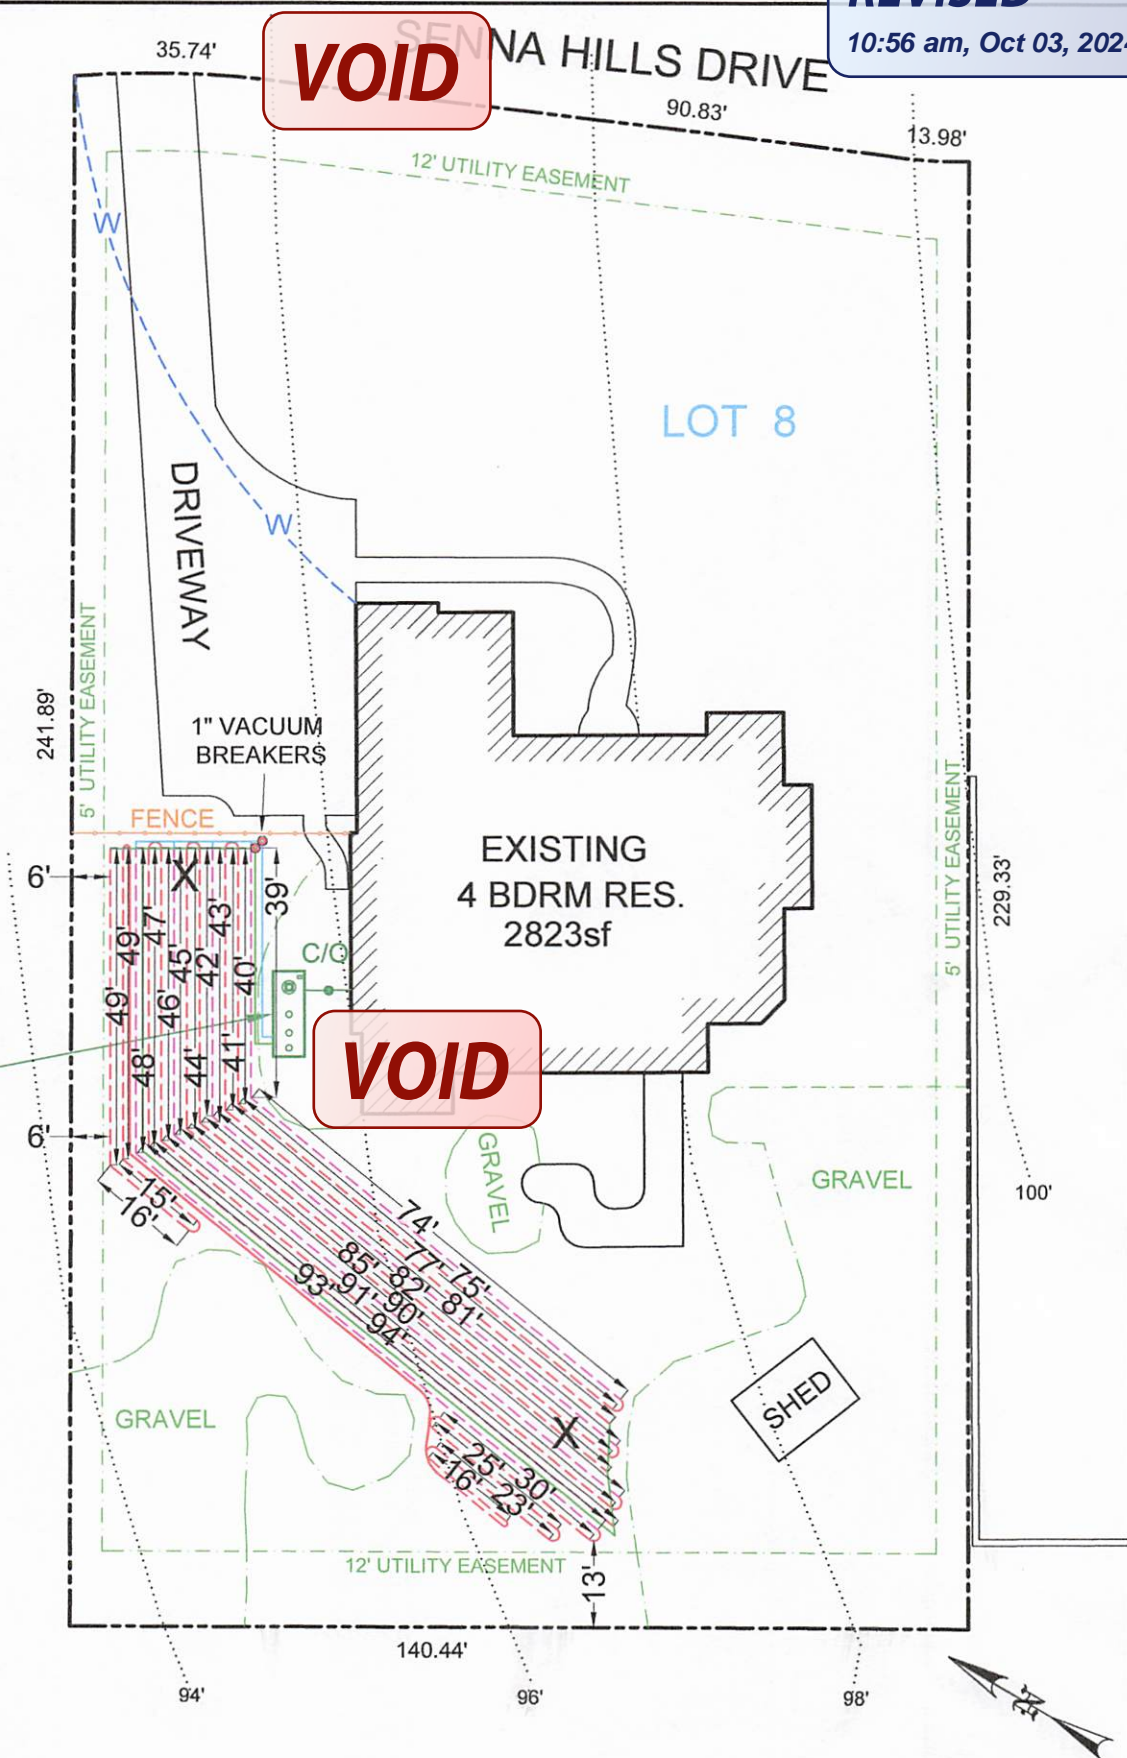 REVISED
10:56 am, Oct 03, 2024
VOID
SENNA HILLS DRIVE
35.74'
90.83'
13.98'
12' UTILITY EASEMENT
W
LOT 8
W
DRIVEWAY
5' UTILITY EASEMENT
241.89'
1" VACUUM
BREAKERS
FENCE
5' UTILITY EASEMENT
229.33'
EXISTING
4 BDRM RES.
2823sf
6'
X
39'
C/O
49'
49'
48'
47'
46'
45'
44'
42'
43'
41'
40'
VOID
6'
15'
16'
GRAVEL
GRAVEL
100'
74'
75'
77'
81'
82'
85'
90'
91'
93'
94'
SHED
GRAVEL
X
25'
30'
16'
23'
12' UTILITY EASEMENT
13'
140.44'
94'
96'
98'
N